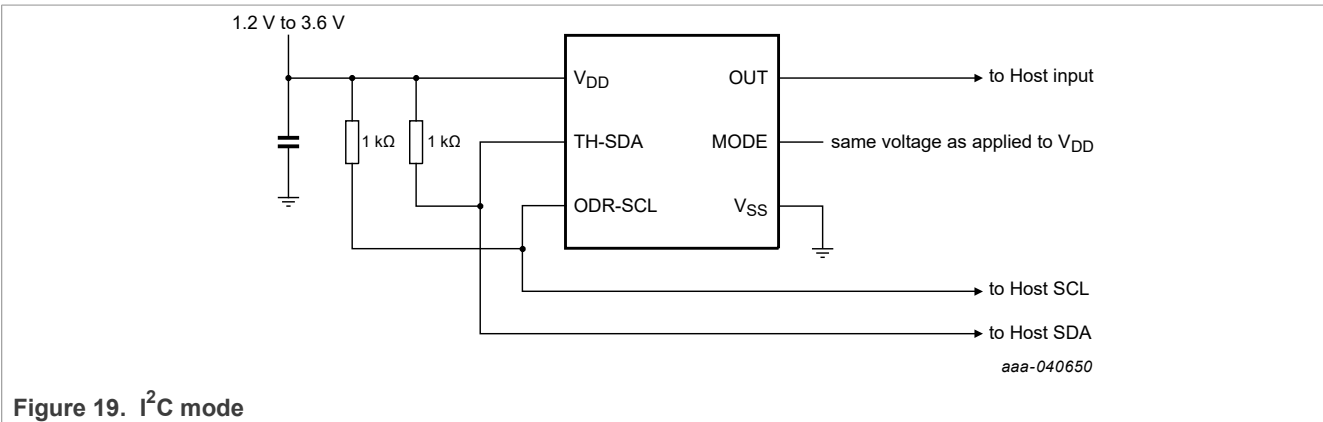 1.2 V to 3.6 V
VDD
OUT
to Host input
1 kΩ
1 kΩ
TH-SDA
MODE
same voltage as applied to VDD
ODR-SCL
VSS
to Host SCL
to Host SDA
aaa-040650
Figure 19. I2C mode